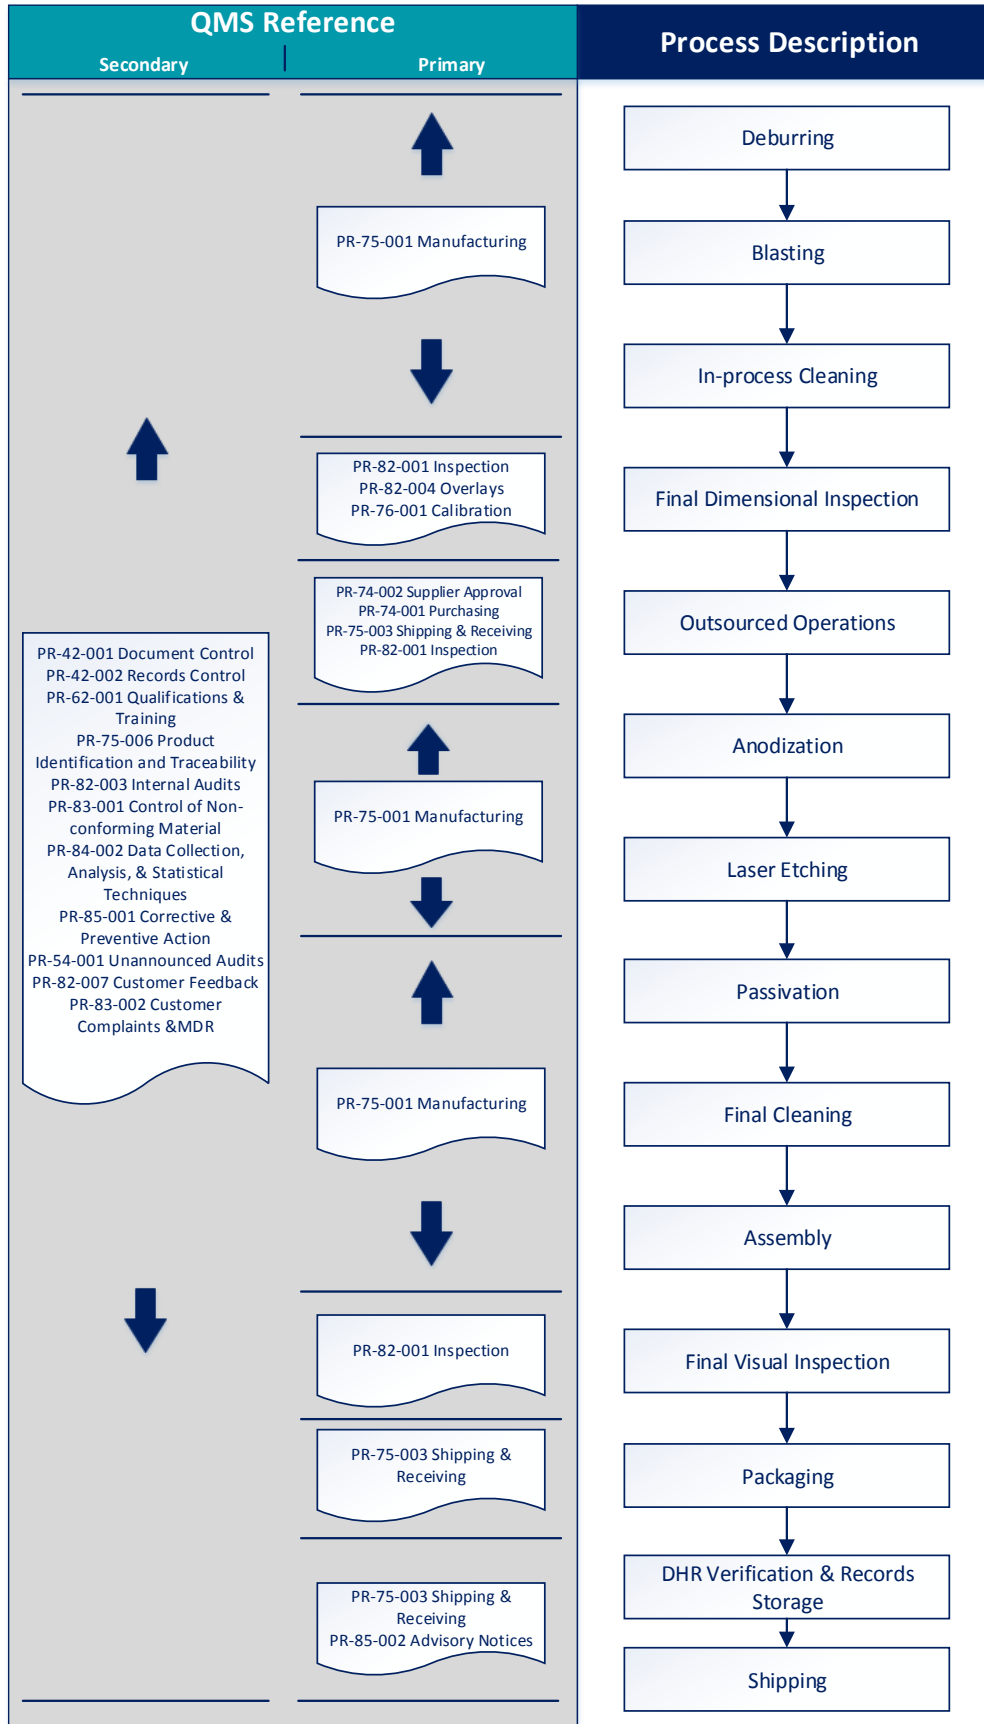 QMS Reference
Secondary
Primary
Process Description
PR-42-001 Document Control
PR-42-002 Records Control
PR-62-001 Qualifications &
Training
PR-75-006 Product
Identification and Traceability
PR-82-003 Internal Audits
PR-83-001 Control of Non-
conforming Material
PR-84-002 Data Collection,
Analysis, & Statistical
Techniques
PR-85-001 Corrective &
Preventive Action
PR-54-001 Unannounced Audits
PR-82-007 Customer Feedback
PR-83-002 Customer
Complaints &MDR
PR-75-001 Manufacturing
PR-82-001 Inspection
PR-82-004 Overlays
PR-76-001 Calibration
PR-74-002 Supplier Approval
PR-74-001 Purchasing
PR-75-003 Shipping & Receiving
PR-82-001 Inspection
PR-75-001 Manufacturing
PR-75-001 Manufacturing
PR-82-001 Inspection
PR-75-003 Shipping &
Receiving
PR-75-003 Shipping &
Receiving
PR-85-002 Advisory Notices
Deburring
Blasting
In-process Cleaning
Final Dimensional Inspection
Outsourced Operations
Anodization
Laser Etching
Passivation
Final Cleaning
Assembly
Final Visual Inspection
Packaging
DHR Verification & Records
Storage
Shipping